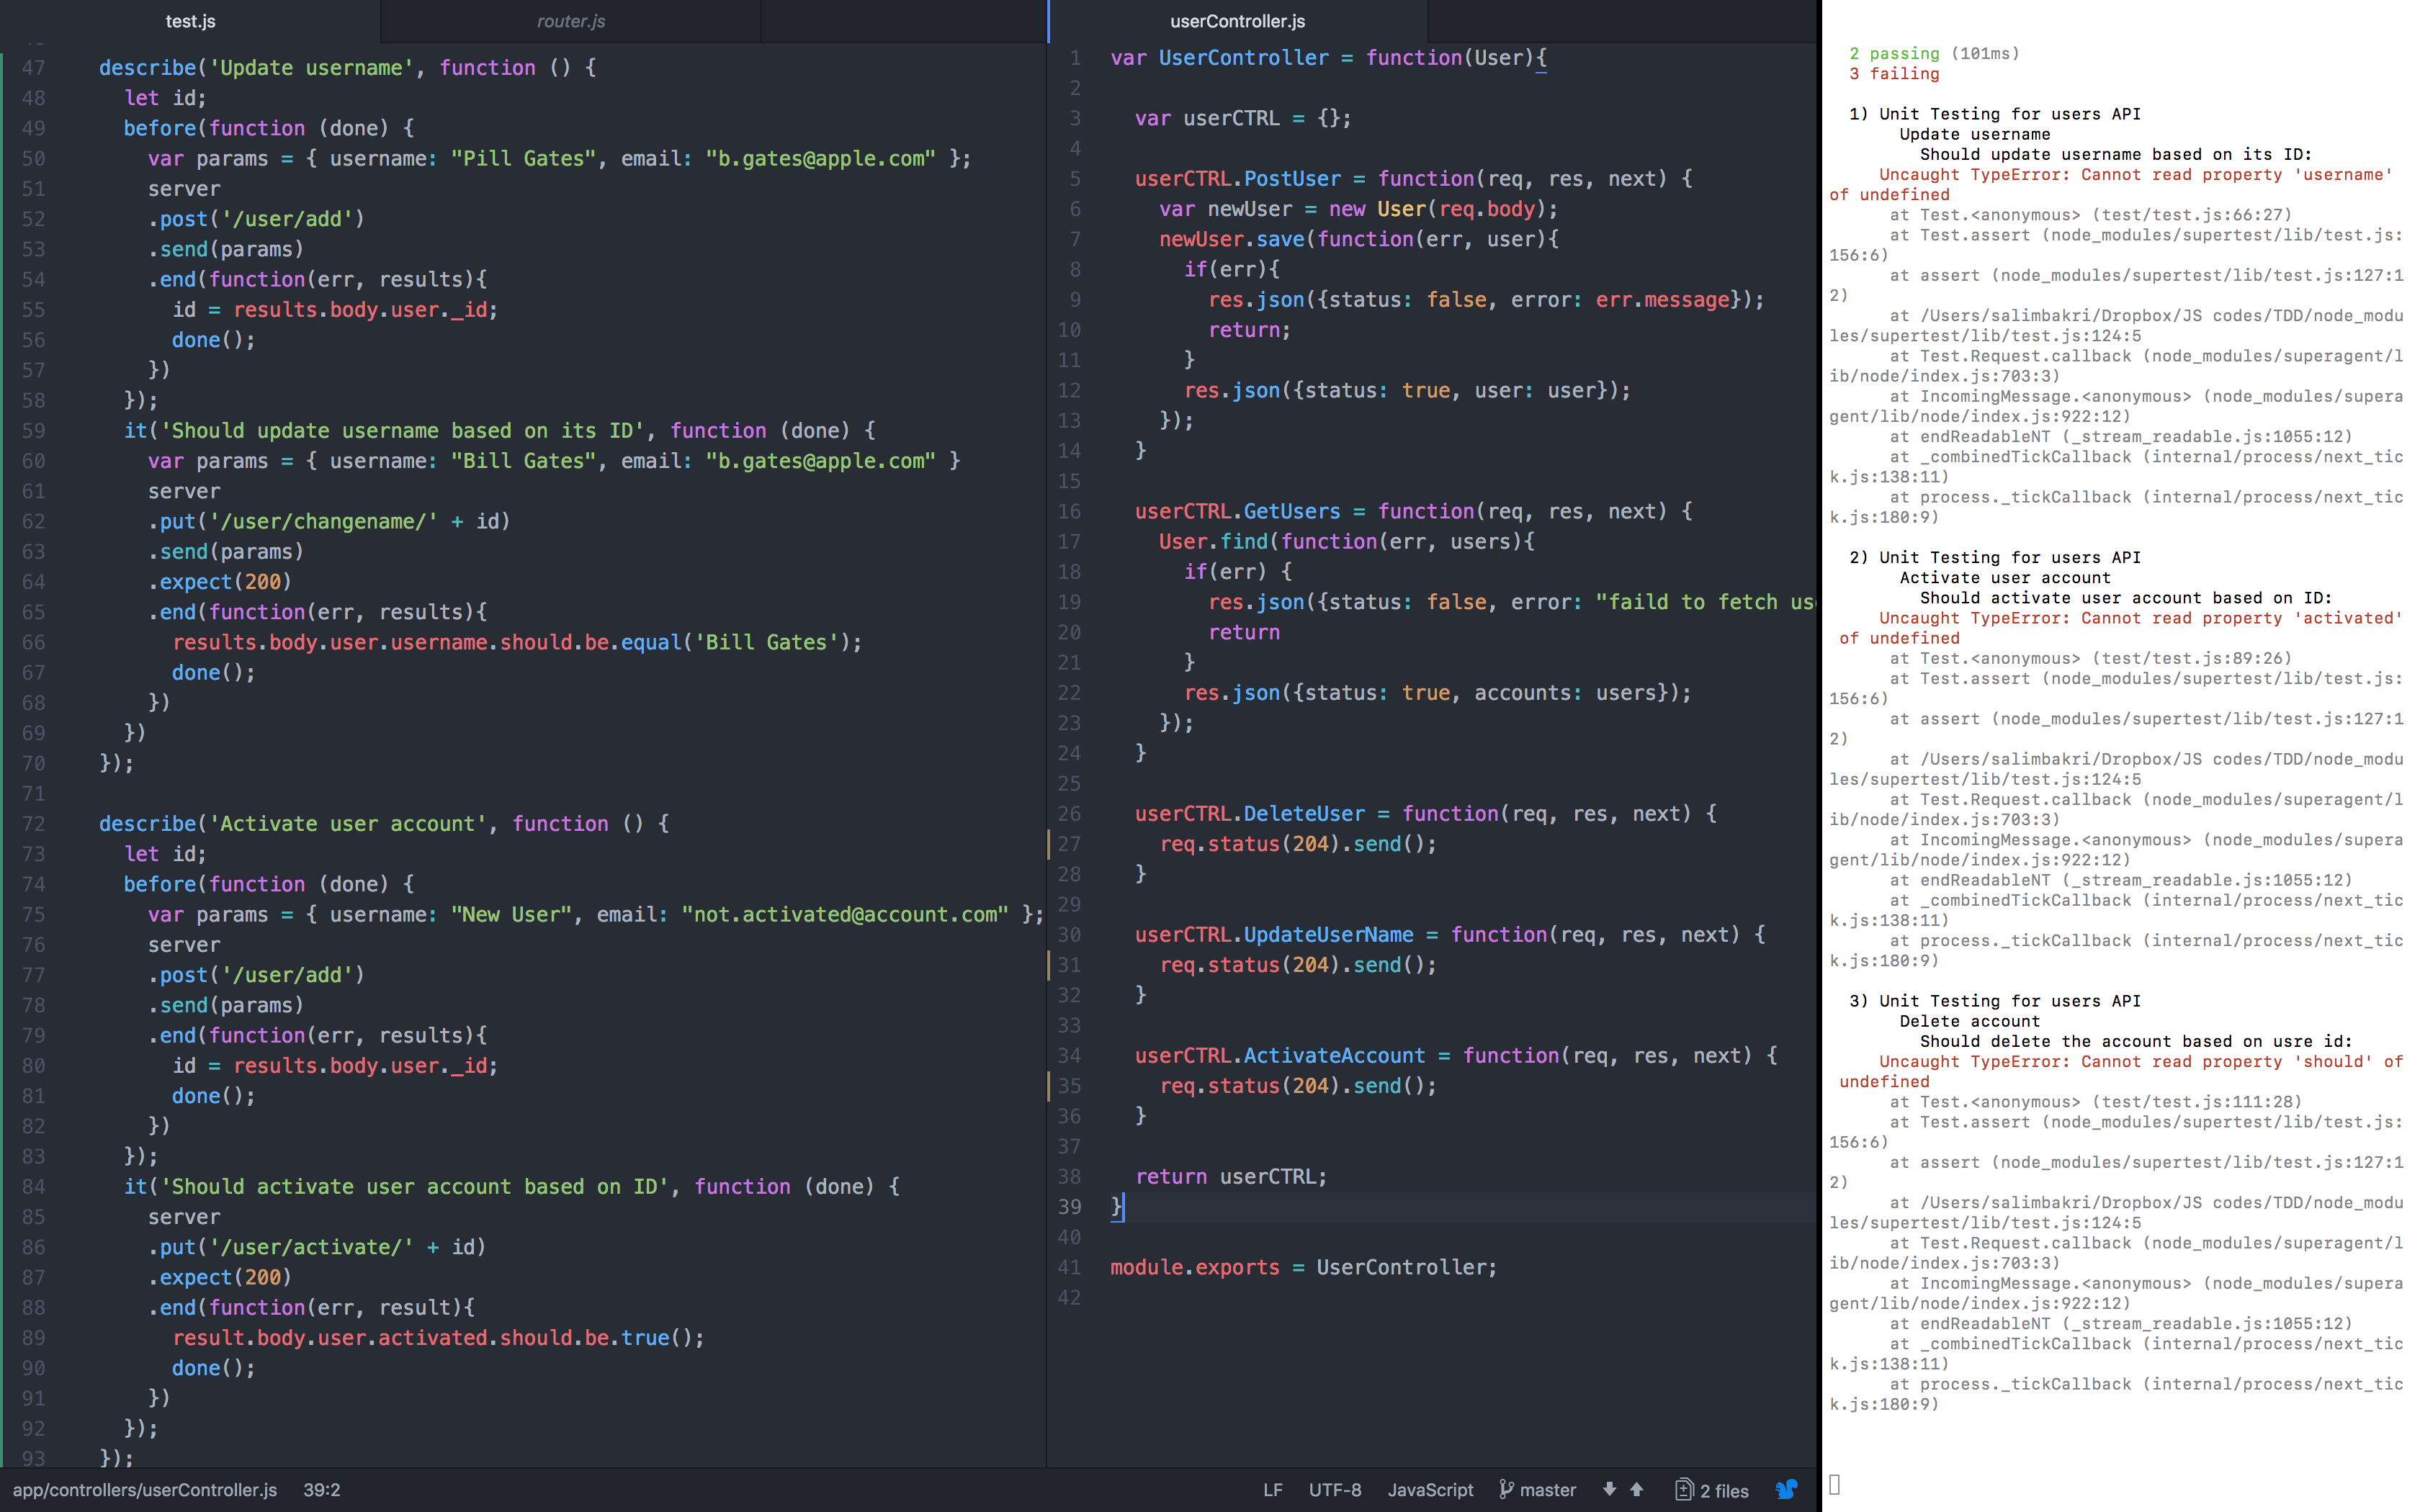 test.js
router.js
47 describe('Update username', function () {
48 let id;
49 before(function (done) {
50 var params = { username: "Pill Gates", email: "b.gates@apple.com" };
51 server
52 .post('/user/add')
53 .send(params)
54 .end(function(err, results){
55 id = results.body.user._id;
56 done();
57 })
58 });
59 it('Should update username based on its ID', function (done) {
60 var params = { username: "Bill Gates", email: "b.gates@apple.com" }
61 server
62 .put('/user/changename/' + id)
63 .send(params)
64 .expect(200)
65 .end(function(err, results){
66 results.body.user.username.should.be.equal('Bill Gates');
67 done();
68 })
69 })
70 });
71
72 describe('Activate user account', function () {
73 let id;
74 before(function (done) {
75 var params = { username: "New User", email: "not.activated@account.com" };
76 server
77 .post('/user/add')
78 .send(params)
79 .end(function(err, results){
80 id = results.body.user._id;
81 done();
82 })
83 });
84 it('Should activate user account based on ID', function (done) {
85 server
86 .put('/user/activate/' + id)
87 .expect(200)
88 .end(function(err, result){
89 result.body.user.activated.should.be.true();
90 done();
91 })
92 });
93 });
userController.js
1 var UserController = function(User){
2
3 var userCTRL = {};
4
5 userCTRL.PostUser = function(req, res, next) {
6 var newUser = new User(req.body);
7 newUser.save(function(err, user){
8 if(err){
9 res.json({status: false, error: err.message});
10 return;
11 }
12 res.json({status: true, user: user});
13 });
14 }
15
16 userCTRL.GetUsers = function(req, res, next) {
17 User.find(function(err, users){
18 if(err) {
19 res.json({status: false, error: "faild to fetch us
20 return
21 }
22 res.json({status: true, accounts: users});
23 });
24 }
25
26 userCTRL.DeleteUser = function(req, res, next) {
27 req.status(204).send();
28 }
29
30 userCTRL.UpdateUserName = function(req, res, next) {
31 req.status(204).send();
32 }
33
34 userCTRL.ActivateAccount = function(req, res, next) {
35 req.status(204).send();
36 }
37
38 return userCTRL;
39 }
40
41 module.exports = UserController;
42
2 passing (101ms)
3 failing
1) Unit Testing for users API
Update username
Should update username based on its ID:
Uncaught TypeError: Cannot read property 'username'
of undefined
at Test.<anonymous> (test/test.js:66:27)
at Test.assert (node_modules/supertest/lib/test.js:
156:6)
at assert (node_modules/supertest/lib/test.js:127:1
2)
at /Users/salimbakri/Dropbox/JS codes/TDD/node_modu
les/supertest/lib/test.js:124:5
at Test.Request.callback (node_modules/superagent/l
ib/node/index.js:703:3)
at IncomingMessage.<anonymous> (node_modules/supera
gent/lib/node/index.js:922:12)
at endReadableNT (_stream_readable.js:1055:12)
at _combinedTickCallback (internal/process/next_tic
k.js:138:11)
at process._tickCallback (internal/process/next_tic
k.js:180:9)
2) Unit Testing for users API
Activate user account
Should activate user account based on ID:
Uncaught TypeError: Cannot read property 'activated'
of undefined
at Test.<anonymous> (test/test.js:89:26)
at Test.assert (node_modules/supertest/lib/test.js:
156:6)
at assert (node_modules/supertest/lib/test.js:127:1
2)
at /Users/salimbakri/Dropbox/JS codes/TDD/node_modu
les/supertest/lib/test.js:124:5
at Test.Request.callback (node_modules/superagent/l
ib/node/index.js:703:3)
at IncomingMessage.<anonymous> (node_modules/supera
gent/lib/node/index.js:922:12)
at endReadableNT (_stream_readable.js:1055:12)
at _combinedTickCallback (internal/process/next_tic
k.js:138:11)
at process._tickCallback (internal/process/next_tic
k.js:180:9)
3) Unit Testing for users API
Delete account
Should delete the account based on usre id:
Uncaught TypeError: Cannot read property 'should' of
undefined
at Test.<anonymous> (test/test.js:111:28)
at Test.assert (node_modules/supertest/lib/test.js:
156:6)
at assert (node_modules/supertest/lib/test.js:127:1
2)
at /Users/salimbakri/Dropbox/JS codes/TDD/node_modu
les/supertest/lib/test.js:124:5
at Test.Request.callback (node_modules/superagent/l
ib/node/index.js:703:3)
at IncomingMessage.<anonymous> (node_modules/supera
gent/lib/node/index.js:922:12)
at endReadableNT (_stream_readable.js:1055:12)
at _combinedTickCallback (internal/process/next_tic
k.js:138:11)
at process._tickCallback (internal/process/next_tic
k.js:180:9)
app/controllers/userController.js 39:2 LF UTF-8 JavaScript master 2 files